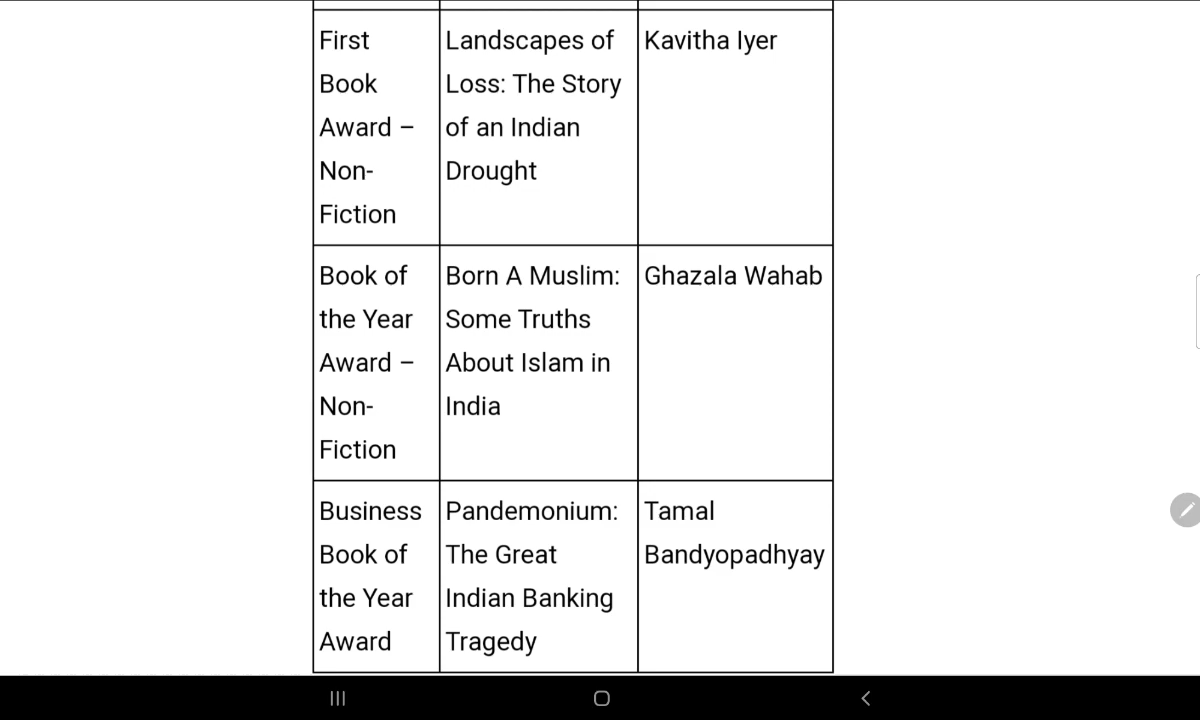 First
Book
Award –
Non-
Fiction
Landscapes of
Loss: The Story
of an Indian
Drought
Kavitha Iyer
Book of
the Year
Award –
Non-
Fiction
Born A Muslim:
Some Truths
About Islam in
India
Ghazala Wahab
Business
Book of
the Year
Award
Pandemonium:
The Great
Indian Banking
Tragedy
Tamal
Bandyopadhyay